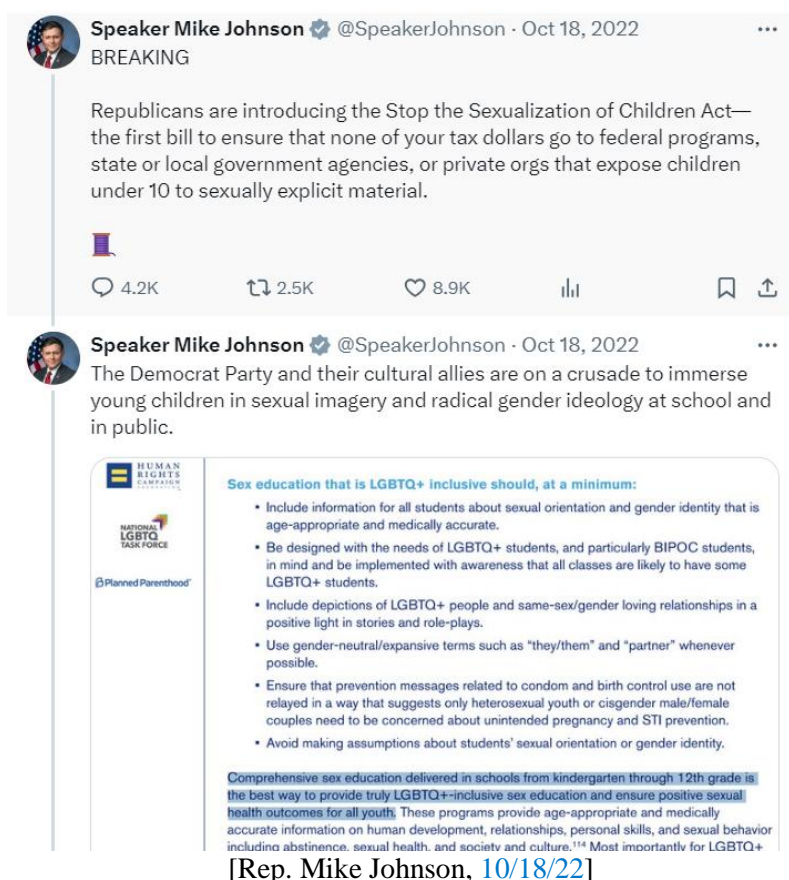 Speaker Mike Johnson @SpeakerJohnson · Oct 18, 2022
BREAKING
Republicans are introducing the Stop the Sexualization of Children Act—
the first bill to ensure that none of your tax dollars go to federal programs,
state or local government agencies, or private orgs that expose children
under 10 to sexually explicit material.
4.2K 2.5K 8.9K
Speaker Mike Johnson @SpeakerJohnson · Oct 18, 2022
The Democrat Party and their cultural allies are on a crusade to immerse
young children in sexual imagery and radical gender ideology at school and
in public.
HUMAN
RIGHTS
CAMPAIGN
NATIONAL
LGBTQ
TASK FORCE
Planned Parenthood
Sex education that is LGBTQ+ inclusive should, at a minimum:
• Include information for all students about sexual orientation and gender identity that is
age-appropriate and medically accurate.
• Be designed with the needs of LGBTQ+ students, and particularly BIPOC students,
in mind and be implemented with awareness that all classes are likely to have some
LGBTQ+ students.
• Include depictions of LGBTQ+ people and same-sex/gender loving relationships in a
positive light in stories and role-plays.
• Use gender-neutral/expansive terms such as “they/them” and “partner” whenever
possible.
• Ensure that prevention messages related to condom and birth control use are not
relayed in a way that suggests only heterosexual youth or cisgender male/female
couples need to be concerned about unintended pregnancy and STI prevention.
• Avoid making assumptions about students’ sexual orientation or gender identity.
Comprehensive sex education delivered in schools from kindergarten through 12th grade is
the best way to provide truly LGBTQ+-inclusive sex education and ensure positive sexual
health outcomes for all youth. These programs provide age-appropriate and medically
accurate information on human development, relationships, personal skills, and sexual behavior
including abstinence, sexual health, and society and culture.¹¹⁴ Most importantly for LGBTQ+
[Rep. Mike Johnson, 10/18/22]